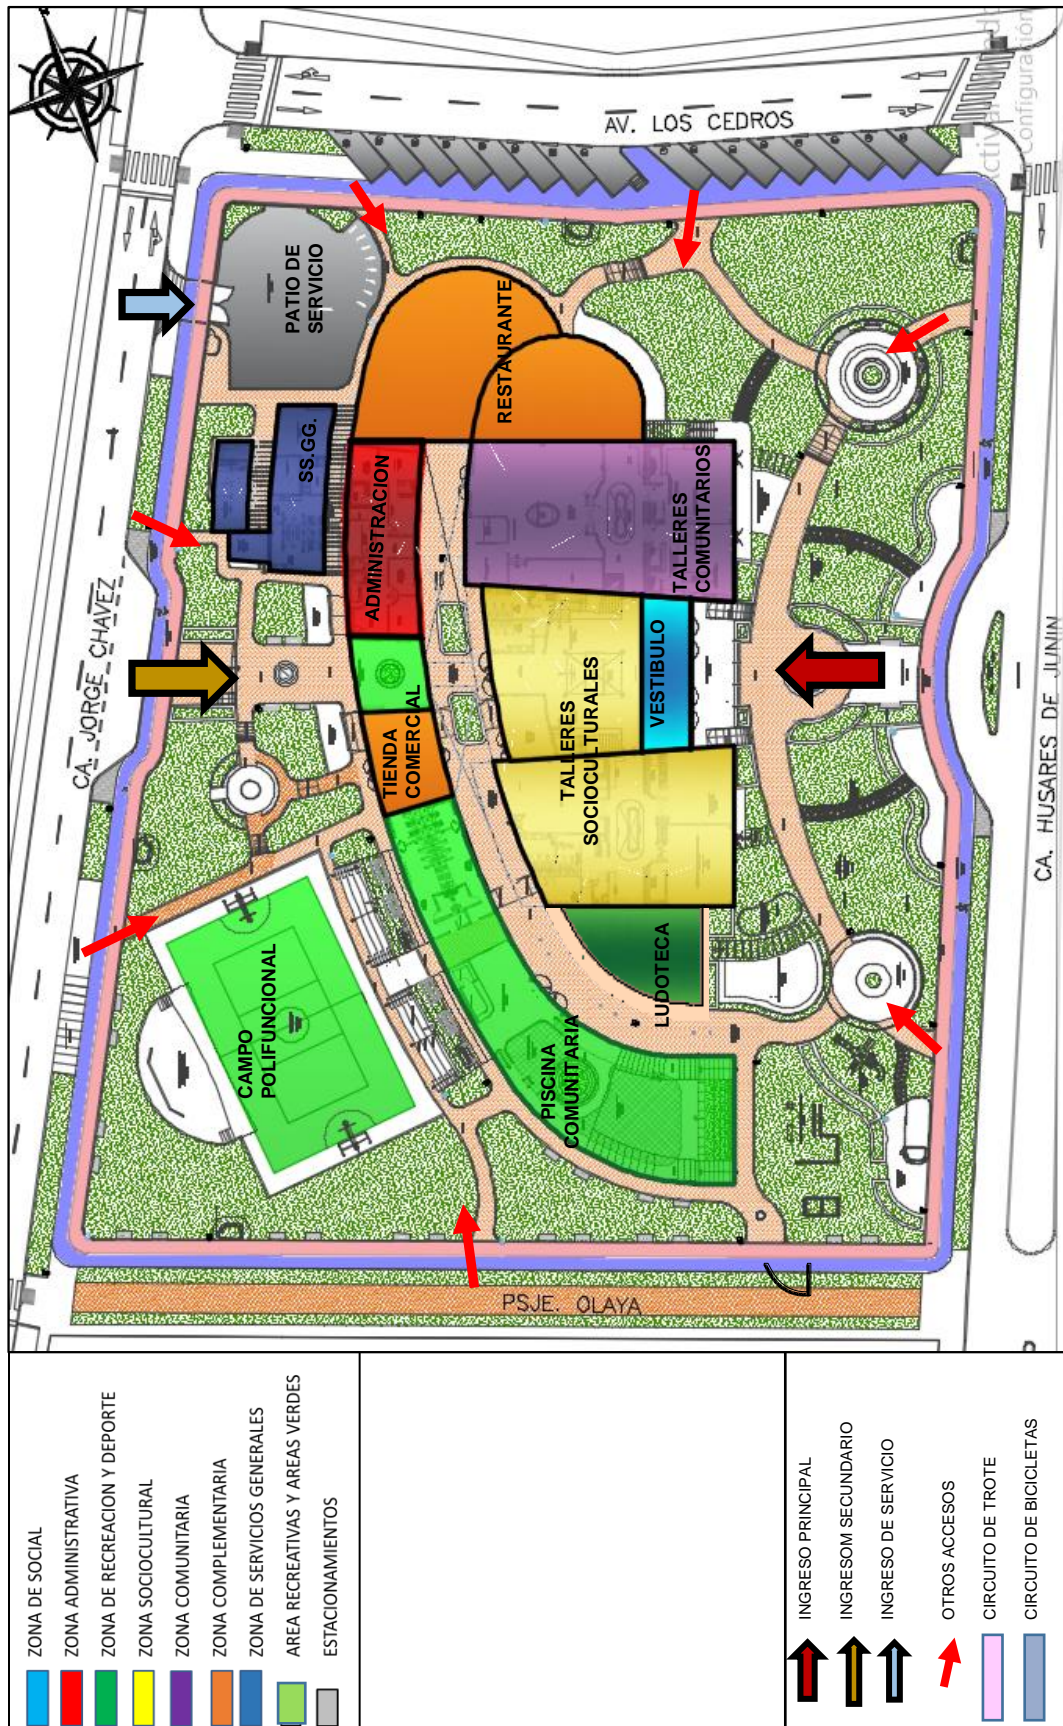 Activar
Configuración
AV. LOS CEDROS
CA. JORGE CHAVEZ
CA. HUSARES DE JUNIN
PSJE. OLAYA
PATIO DE
SERVICIO
RESTAURANTE
SS.GG.
ADMINISTRACION
TALLERES
COMUNITARIOS
VESTIBULO
TALLERES
SOCIOCULTURALES
TIENDA
COMERCIAL
LUDOTECA
CAMPO
POLIFUNCIONAL
PISCINA
COMUNITARIA
ZONA DE SOCIAL
ZONA ADMINISTRATIVA
ZONA DE RECREACION Y DEPORTE
ZONA SOCIOCULTURAL
ZONA COMUNITARIA
ZONA COMPLEMENTARIA
ZONA DE SERVICIOS GENERALES
AREA RECREATIVAS Y AREAS VERDES
ESTACIONAMIENTOS
INGRESO PRINCIPAL
INGRESOM SECUNDARIO
INGRESO DE SERVICIO
OTROS ACCESOS
CIRCUITO DE TROTE
CIRCUITO DE BICICLETAS